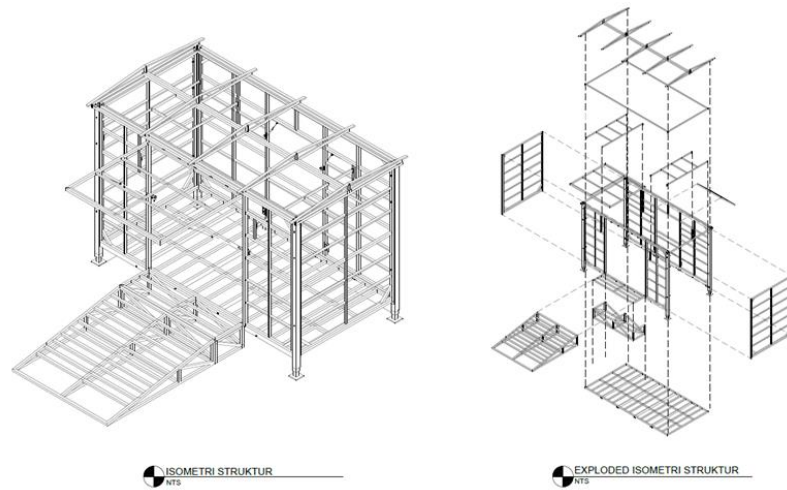 ISOMETRI STRUKTUR
NTS
EXPLODED ISOMETRI STRUKTUR
NTS